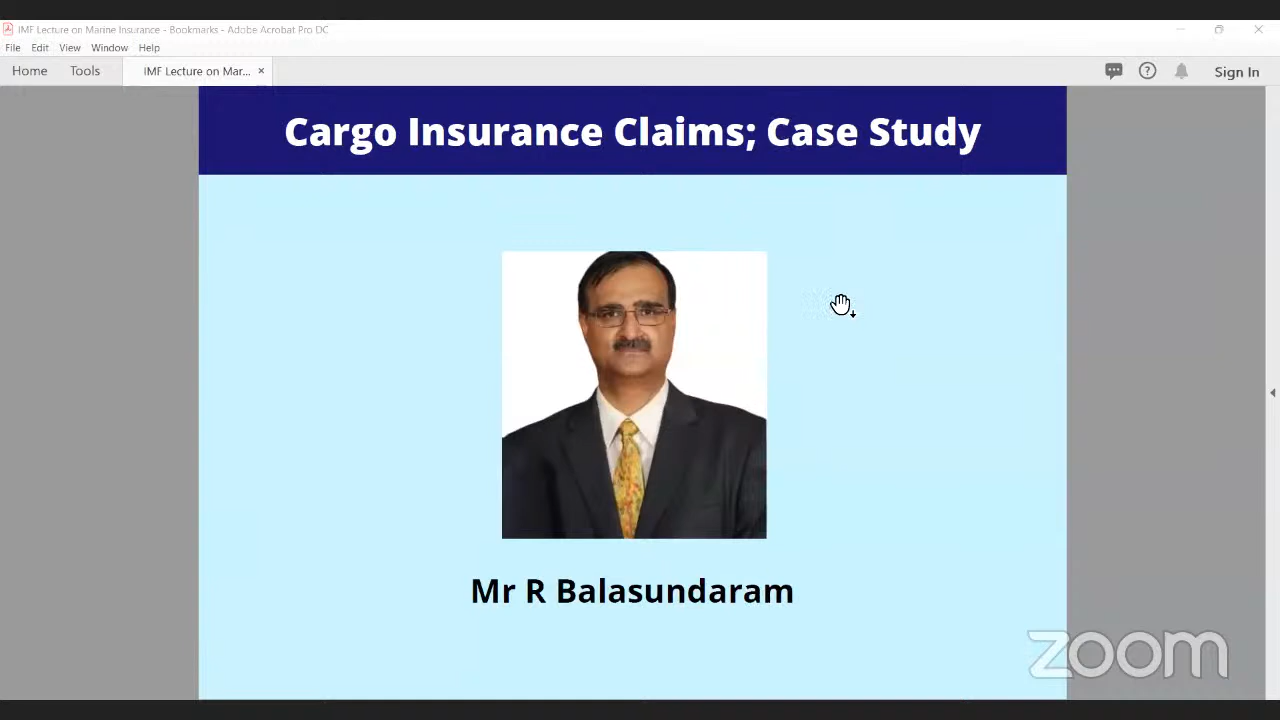 IMF Lecture on Marine Insurance - Bookmarks - Adobe Acrobat Pro DC
File Edit View Window Help
Home Tools IMF Lecture on Mar... × Sign In
Cargo Insurance Claims; Case Study
Mr R Balasundaram
zoom